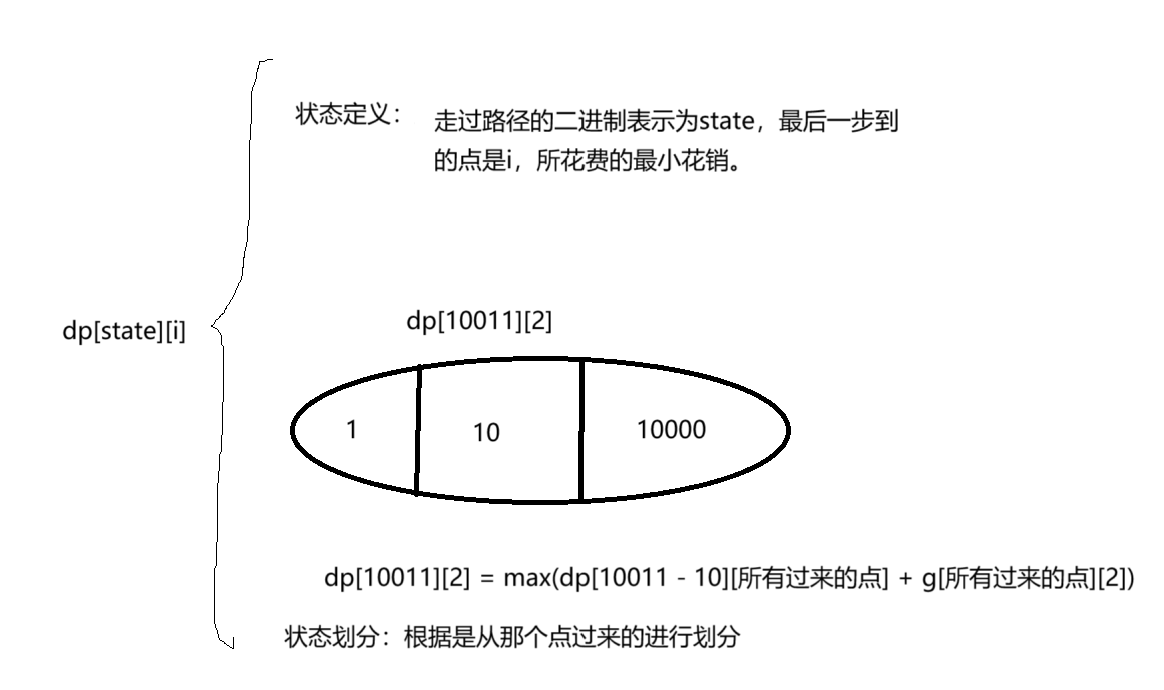 状态定义：
走过路径的二进制表示为state，最后一步到
的点是i，所花费的最小花销。
dp[state][i]
dp[10011][2]
1
10
10000
dp[10011][2] = max(dp[10011 - 10][所有过来的点] + g[所有过来的点][2])
状态划分：根据是从那个点过来的进行划分